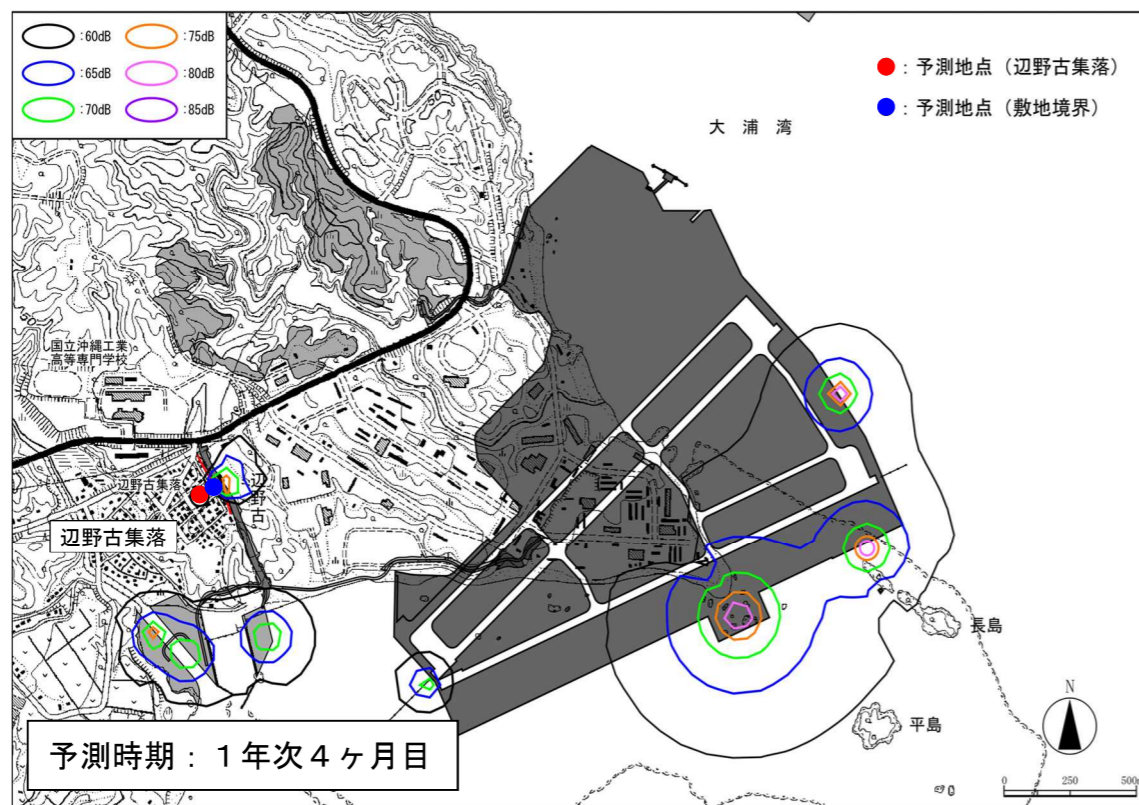 :60dB
:75dB
:65dB
:80dB
:70dB
:85dB
:予測地点(辺野古集落)
:予測地点(敷地境界)
大浦湾
国立沖縄工業
高等専門学校
辺野古集落
辺野古
辺野古集落
長島
平島
N
予測時期:1年次4ヶ月目
0 250 500m